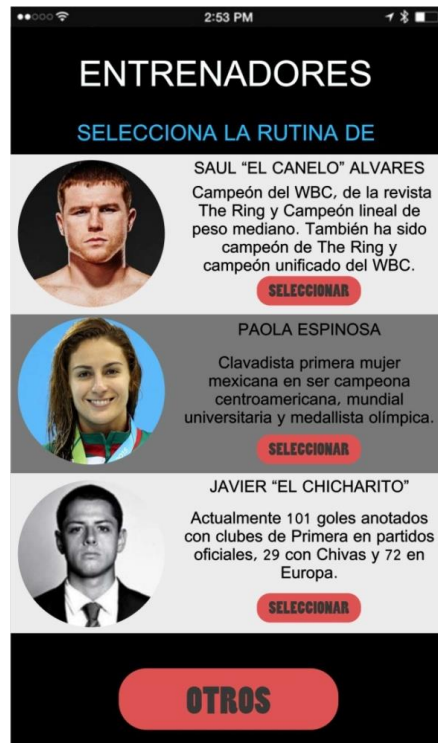 2:53 PM
ENTRENADORES
SELECCIONA LA RUTINA DE
SAUL “EL CANELO” ALVARES
Campeón del WBC, de la revista
The Ring y Campeón lineal de
peso mediano. También ha sido
campeón de The Ring y
campeón unificado del WBC.
SELECCIONAR
PAOLA ESPINOSA
Clavadista primera mujer
mexicana en ser campeona
centroamericana, mundial
universitaria y medallista olímpica.
SELECCIONAR
JAVIER “EL CHICHARITO”
Actualmente 101 goles anotados
con clubes de Primera en partidos
oficiales, 29 con Chivas y 72 en
Europa.
SELECCIONAR
OTROS